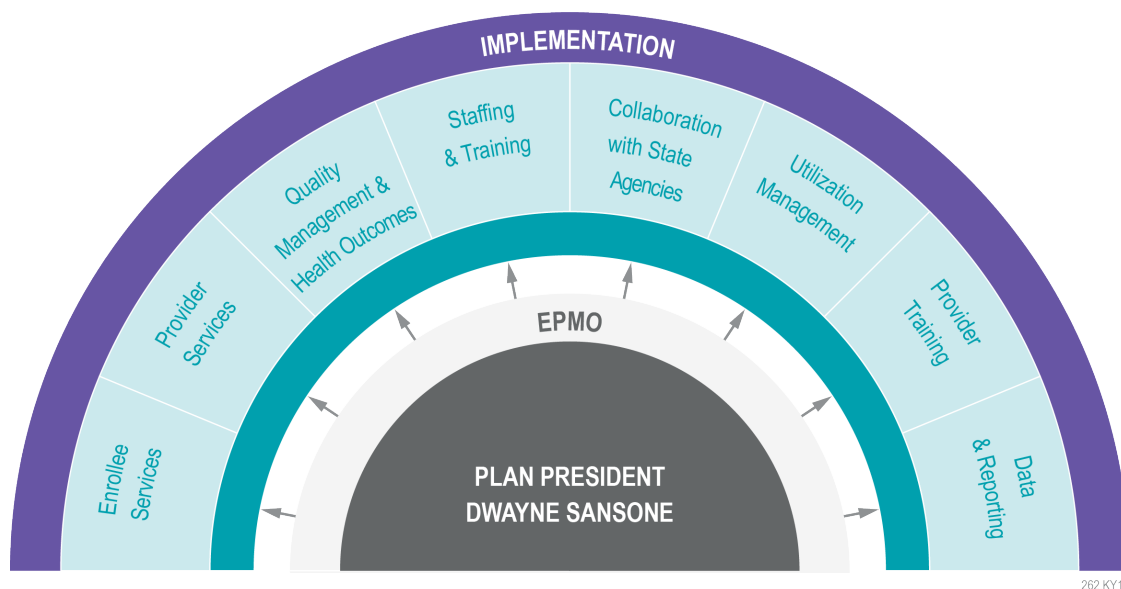 IMPLEMENTATION
Enrollee
Services
Provider
Services
Quality
Management &
Health Outcomes
Staffing
& Training
Collaboration
with State
Agencies
Utilization
Management
Provider
Training
Data
& Reporting
EPMO
PLAN PRESIDENT
DWAYNE SANSONE
262 KY1